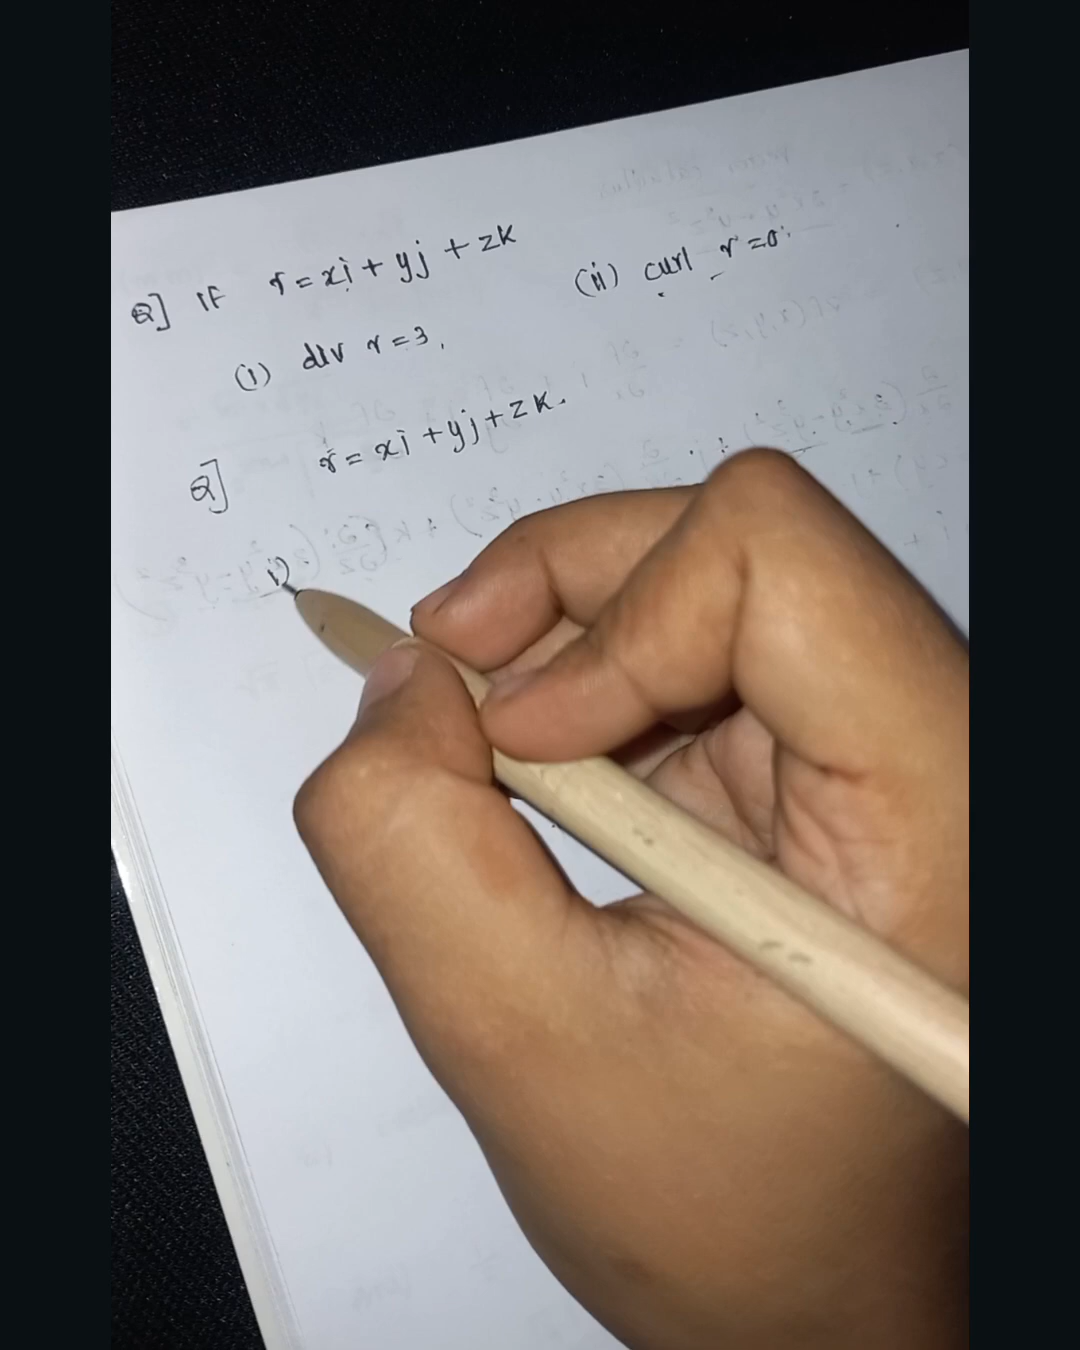 Q] If r = xi + yj + zk
(i) div r = 3, (ii) curl r = 0.
Q] r = xi + yj + zk.
i)